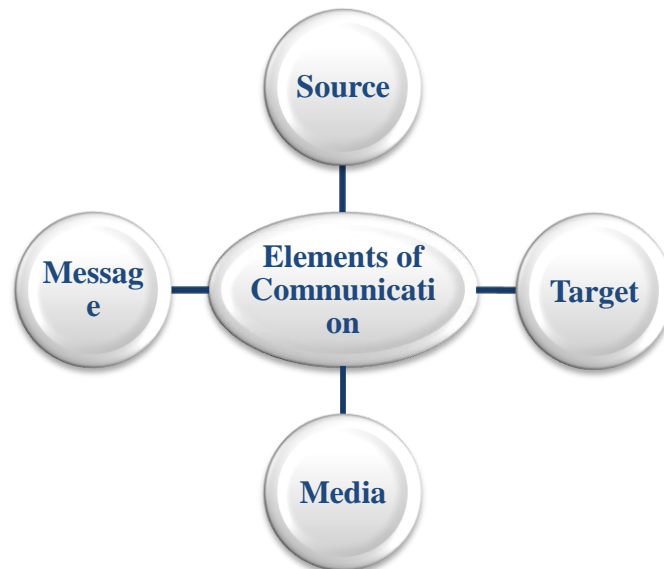 Source
Elements of
Communicati
on
Messag
e
Target
Media